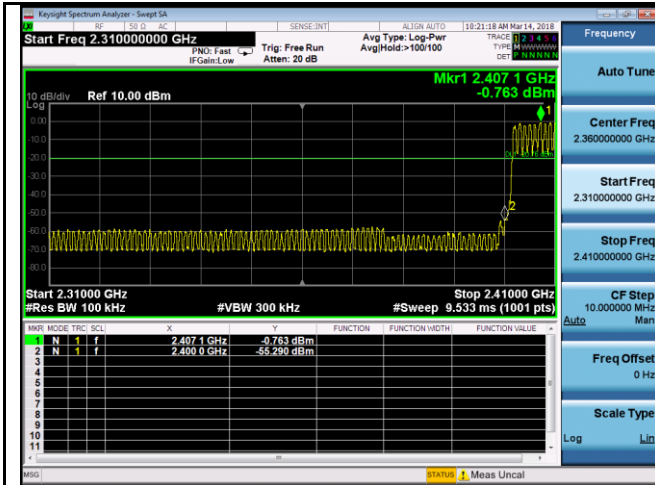 Keysight Spectrum Analyzer - Swept SA
LXI RF 50 Ω AC SENSE:INT ALIGN AUTO 10:21:18 AM Mar 14, 2018
Start Freq 2.310000000 GHz
PNO: Fast
IFGain:Low
Trig: Free Run
Atten: 20 dB
Avg Type: Log-Pwr
Avg|Hold:>100/100
TRACE 1 2 3 4 5 6
TYPE M W W W W W
DET P N N N N N
Mkr1 2.407 1 GHz
-0.763 dBm
10 dB/div Ref 10.00 dBm
Log
0.00
-10.0
-20.0
-30.0
-40.0
-50.0
-60.0
-70.0
-80.0
1
2
Start 2.31000 GHz Stop 2.41000 GHz
#Res BW 100 kHz #VBW 300 kHz #Sweep 9.533 ms (1001 pts)
MKR MODE TRC SCL X Y FUNCTION FUNCTION WIDTH FUNCTION VALUE
1 N 1 f 2.407 1 GHz -0.763 dBm
2 N 1 f 2.400 0 GHz -55.290 dBm
3
4
5
6
7
8
9
10
11
MSG STATUS Meas Uncal
Frequency
Auto Tune
Center Freq
2.360000000 GHz
Start Freq
2.310000000 GHz
Stop Freq
2.410000000 GHz
CF Step
10.000000 MHz
Auto Man
Freq Offset
0 Hz
Scale Type
Log Lin